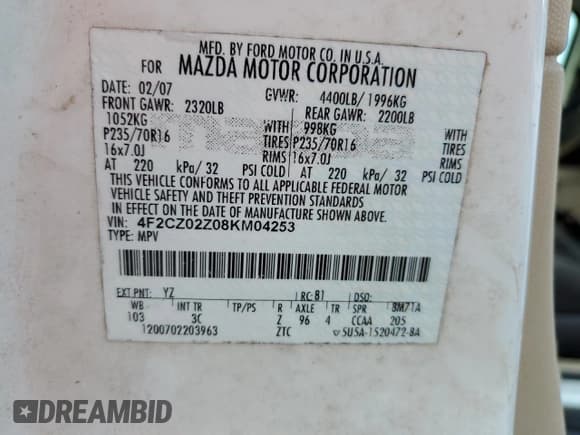 MFD. BY FORD MOTOR CO. IN U.S.A.
FOR MAZDA MOTOR CORPORATION
DATE: 02/07 GVWR: 4400LB/ 1996KG
FRONT GAWR: 2320LB REAR GAWR: 2200LB
1052KG WITH 998KG WITH
P235/70R16 TIRES P235/70R16 TIRES
16x7.0J RIMS 16x7.0J RIMS
AT 220 kPa/ 32 PSI COLD AT 220 kPa/ 32 PSI COLD
THIS VEHICLE CONFORMS TO ALL APPLICABLE FEDERAL MOTOR
VEHICLE SAFETY AND THEFT PREVENTION STANDARDS
IN EFFECT ON THE DATE OF MANUFACTURE SHOWN ABOVE.
VIN: 4F2CZ02Z08KM04253
TYPE: MPV
EXT PNT: YZ RC: 81 DSO:
WB INT TR TP/PS R AXLE TR SPR 8M71A
103 3C Z 96 4 CCAA 205
1200702203963 ZTC 5U5A-1520472-BA
DREAMBID